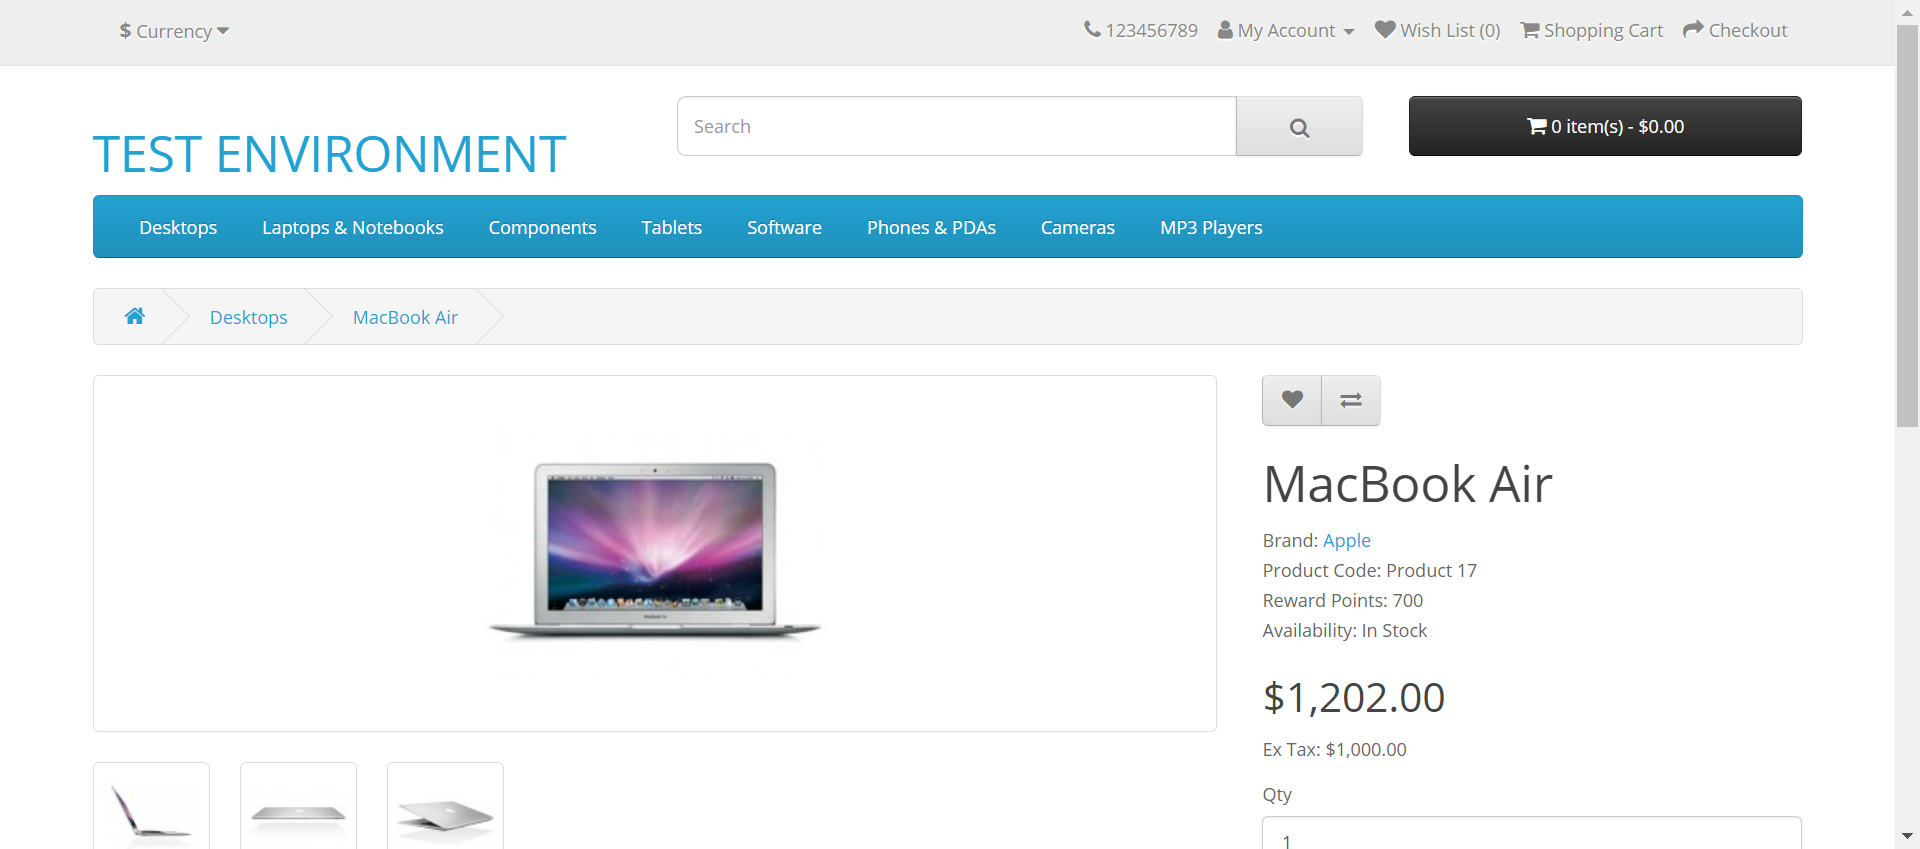 $ Currency
123456789 My Account Wish List (0) Shopping Cart Checkout
TEST ENVIRONMENT
Search
0 item(s) - $0.00
Desktops Laptops & Notebooks Components Tablets Software Phones & PDAs Cameras MP3 Players
Desktops MacBook Air
MacBook Air
Brand: Apple
Product Code: Product 17
Reward Points: 700
Availability: In Stock
$1,202.00
Ex Tax: $1,000.00
Qty
1